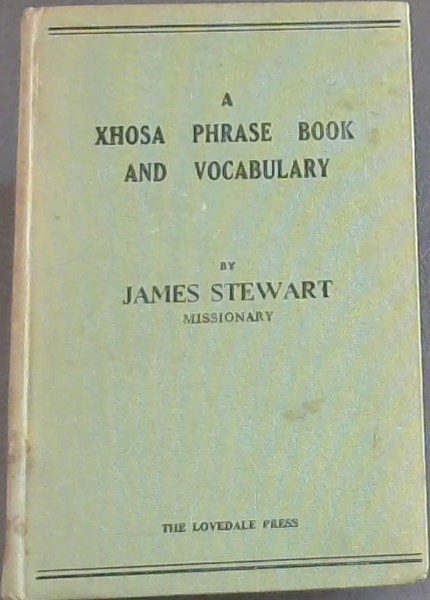 A
XHOSA PHRASE BOOK
AND VOCABULARY
BY
JAMES STEWART
MISSIONARY
THE LOVEDALE PRESS